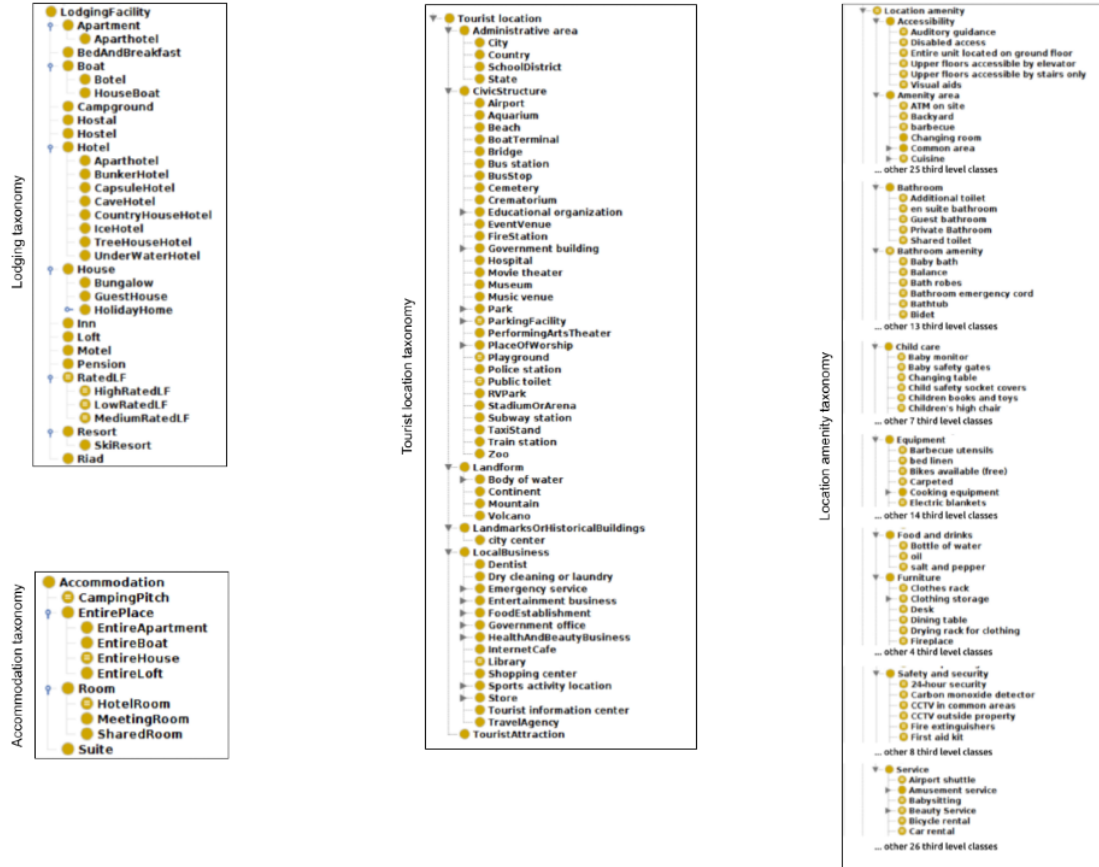 Lodging taxonomy
LodgingFacility
Apartment
Aparthotel
BedAndBreakfast
Boat
Botel
HouseBoat
Campground
Hostal
Hostel
Hotel
Aparthotel
BunkerHotel
CapsuleHotel
CaveHotel
CountryHouseHotel
IceHotel
TreeHouseHotel
UnderWaterHotel
House
Bungalow
GuestHouse
HolidayHome
Inn
Loft
Motel
Pension
RatedLF
HighRatedLF
LowRatedLF
MediumRatedLF
Resort
SkiResort
Riad
Accommodation taxonomy
Accommodation
CampingPitch
EntirePlace
EntireApartment
EntireBoat
EntireHouse
EntireLoft
Room
HotelRoom
MeetingRoom
SharedRoom
Suite
Tourist location taxonomy
Tourist location
Administrative area
City
Country
SchoolDistrict
State
CivicStructure
Airport
Aquarium
Beach
BoatTerminal
Bridge
Bus station
BusStop
Cemetery
Crematorium
Educational organization
EventVenue
FireStation
Government building
Hospital
Movie theater
Museum
Music venue
Park
ParkingFacility
PerformingArtsTheater
PlaceOfWorship
Playground
Police station
Public toilet
RVPark
StadiumOrArena
Subway station
TaxiStand
Train station
Zoo
Landform
Body of water
Continent
Mountain
Volcano
LandmarksOrHistoricalBuildings
city center
LocalBusiness
Dentist
Dry cleaning or laundry
Emergency service
Entertainment business
FoodEstablishment
Government office
HealthAndBeautyBusiness
InternetCafe
Library
Shopping center
Sports activity location
Store
Tourist information center
TravelAgency
TouristAttraction
Location amenity taxonomy
Location amenity
Accessibility
Auditory guidance
Disabled access
Entire unit located on ground floor
Upper floors accessible by elevator
Upper floors accessible by stairs only
Visual aids
Amenity area
ATM on site
Backyard
barbecue
Changing room
Common area
Cuisine
... other 25 third level classes
Bathroom
Additional toilet
en suite bathroom
Guest bathroom
Private Bathroom
Shared toilet
Bathroom amenity
Baby bath
Balance
Bath robes
Bathroom emergency cord
Bathtub
Bidet
... other 13 third level classes
Child care
Baby monitor
Baby safety gates
Changing table
Child safety socket covers
Children books and toys
Children's high chair
... other 7 third level classes
Equipment
Barbecue utensils
bed linen
Bikes available (free)
Carpeted
Cooking equipment
Electric blankets
... other 14 third level classes
Food and drinks
Bottle of water
oil
salt and pepper
Furniture
Clothes rack
Clothing storage
Desk
Dining table
Drying rack for clothing
Fireplace
... other 4 third level classes
Safety and security
24-hour security
Carbon monoxide detector
CCTV in common areas
CCTV outside property
Fire extinguishers
First aid kit
... other 8 third level classes
Service
Airport shuttle
Amusement service
Babysitting
Beauty Service
Bicycle rental
Car rental
... other 26 third level classes